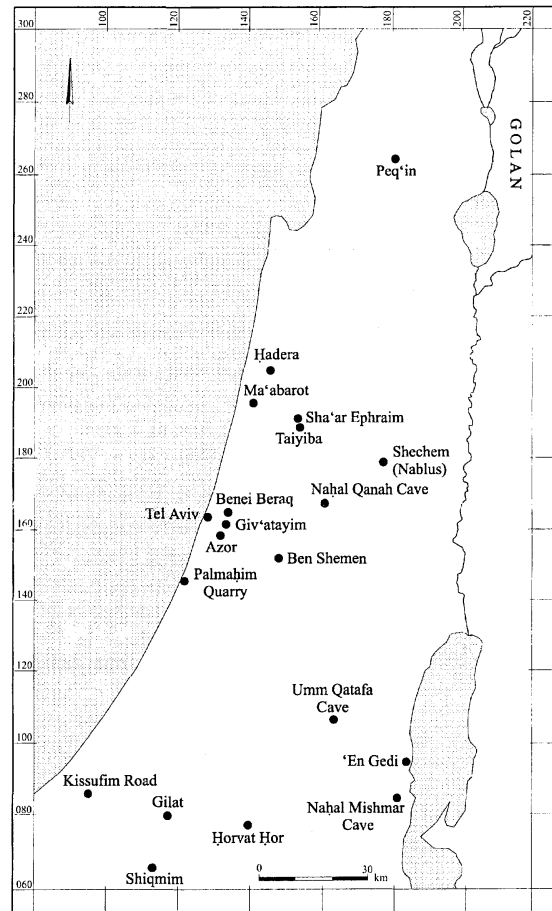 100 120 140 160 180 200 220
300
280
260
240
220
200
180
160
140
120
100
080
060
GOLAN
Peq‘in
Ḥadera
Ma‘abarot
Sha‘ar Ephraim
Taiyiba
Shechem
(Nablus)
Naḥal Qanah Cave
Benei Beraq
Tel Aviv
Giv‘atayim
Azor
Ben Shemen
Palmaḥim
Quarry
Umm Qatafa
Cave
‘En Gedi
Kissufim Road
Gilat
Naḥal Mishmar
Cave
Ḥorvat Ḥor
Shiqmim
0 30
km